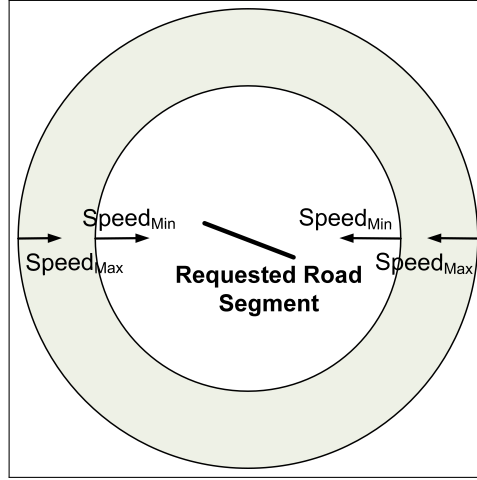 SpeedMin SpeedMin
SpeedMax SpeedMax
Requested Road
Segment